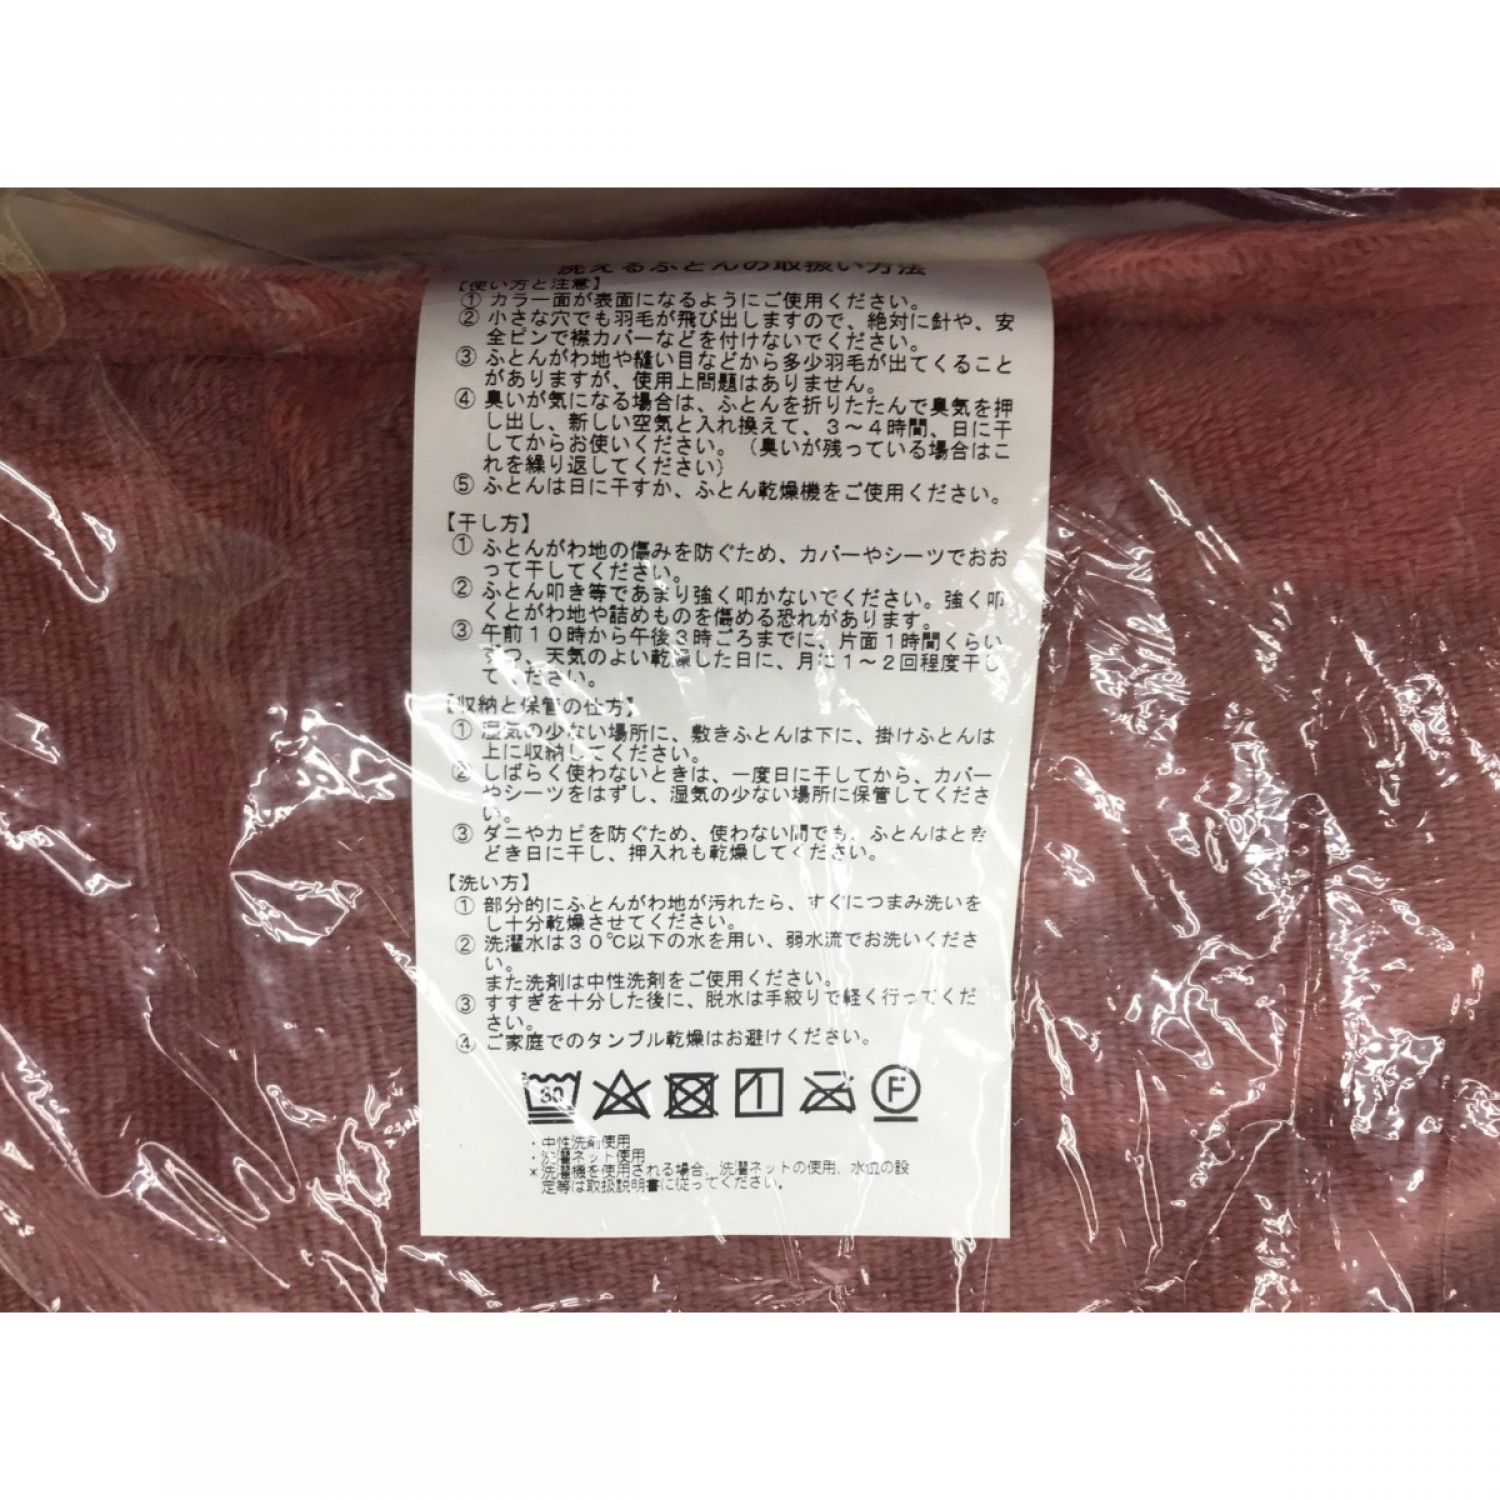 洗えるふとんの取扱い方法
【使い方と注意】
① カラー面が表面になるようにご使用ください。
② 小さな穴でも羽毛が飛び出しますので、絶対に針や、安
全ピンで襟カバーなどを付けないでください。
③ ふとんがわ地や縫い目などから多少羽毛が出てくること
がありますが、使用上問題はありません。
④ 臭いが気になる場合は、ふとんを折りたたんで臭気を押
し出し、新しい空気と入れ換えて、3~4時間、日に干
してからお使いください。(臭いが残っている場合はこ
れを繰り返してください)
⑤ ふとんは日に干すか、ふとん乾燥機をご使用ください。
【干し方】
① ふとんがわ地の傷みを防ぐため、カバーやシーツでおお
って干してください。
② ふとん叩き等であまり強く叩かないでください。強く叩
くとがわ地や詰めものを傷める恐れがあります。
③ 午前10時から午後3時ごろまでに、片面1時間くらい
ずつ、天気のよい乾燥した日に、月に1~2回程度干し
てください。
【収納と保管の仕方】
① 湿気の少ない場所に、敷きふとんは下に、掛けふとんは
上に収納してください。
② しばらく使わないときは、一度日に干してから、カバー
やシーツをはずし、湿気の少ない場所に保管してくださ
い。
③ ダニやカビを防ぐため、使わない間でも、ふとんはとき
どき日に干し、押入れも乾燥してください。
【洗い方】
① 部分的にふとんがわ地が汚れたら、すぐにつまみ洗いを
し十分乾燥させてください。
② 洗濯水は30℃以下の水を用い、弱水流でお洗いくださ
い。
また洗剤は中性洗剤をご使用ください。
③ すすぎを十分した後に、脱水は手絞りで軽く行ってくだ
さい。
④ ご家庭でのタンブル乾燥はお避けください。
30 F
・中性洗剤使用
・洗濯ネット使用
*洗濯機を使用される場合、洗濯ネットの使用、水位の設
定等は取扱説明書に従ってください。